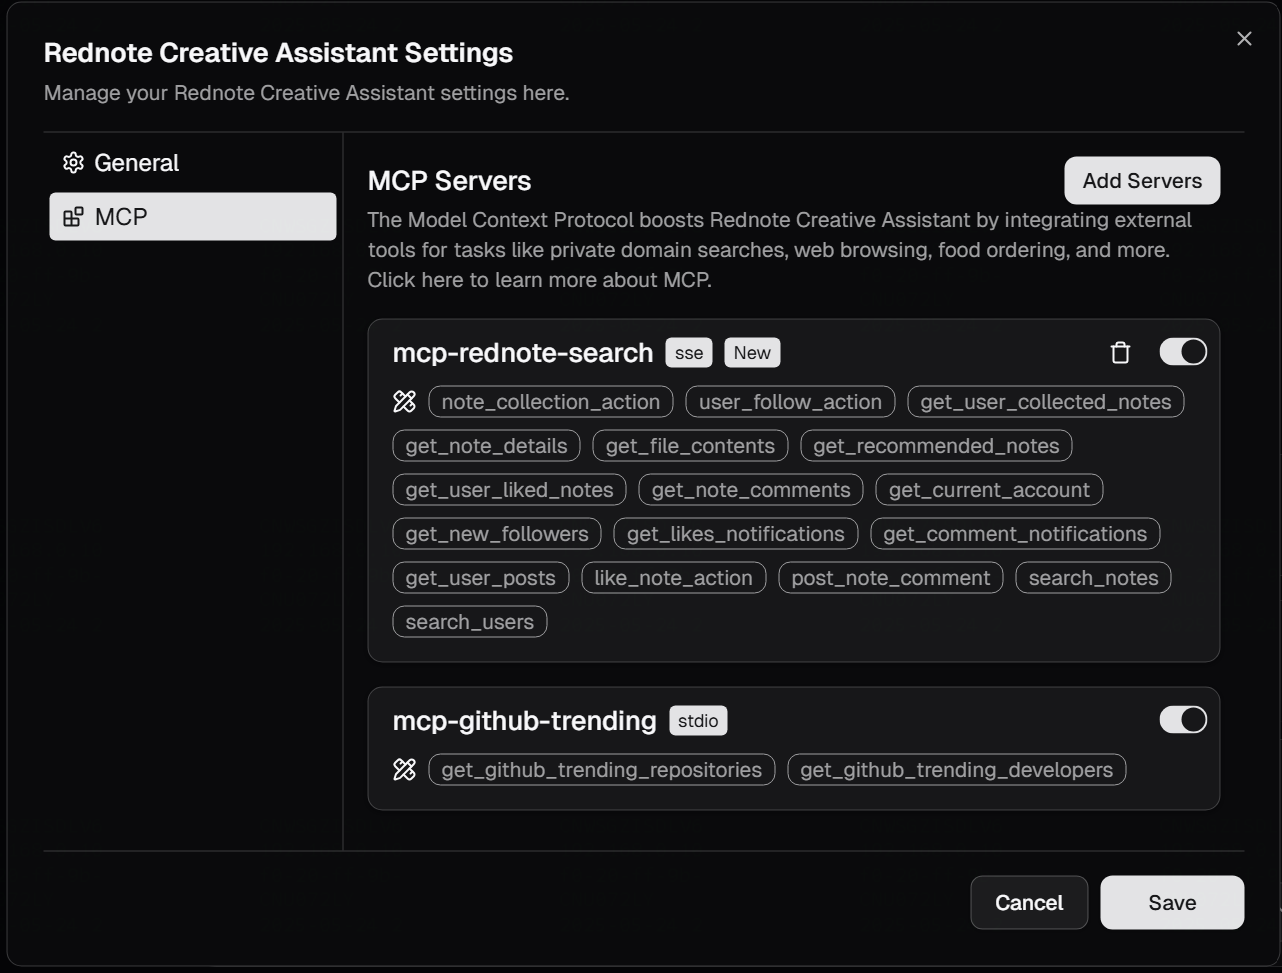 Rednote Creative Assistant Settings
Manage your Rednote Creative Assistant settings here.
General
MCP
MCP Servers
Add Servers
The Model Context Protocol boosts Rednote Creative Assistant by integrating external
tools for tasks like private domain searches, web browsing, food ordering, and more.
Click here to learn more about MCP.
mcp-rednote-search sse New
note_collection_action user_follow_action get_user_collected_notes
get_note_details get_file_contents get_recommended_notes
get_user_liked_notes get_note_comments get_current_account
get_new_followers get_likes_notifications get_comment_notifications
get_user_posts like_note_action post_note_comment search_notes
search_users
mcp-github-trending stdio
get_github_trending_repositories get_github_trending_developers
Cancel Save